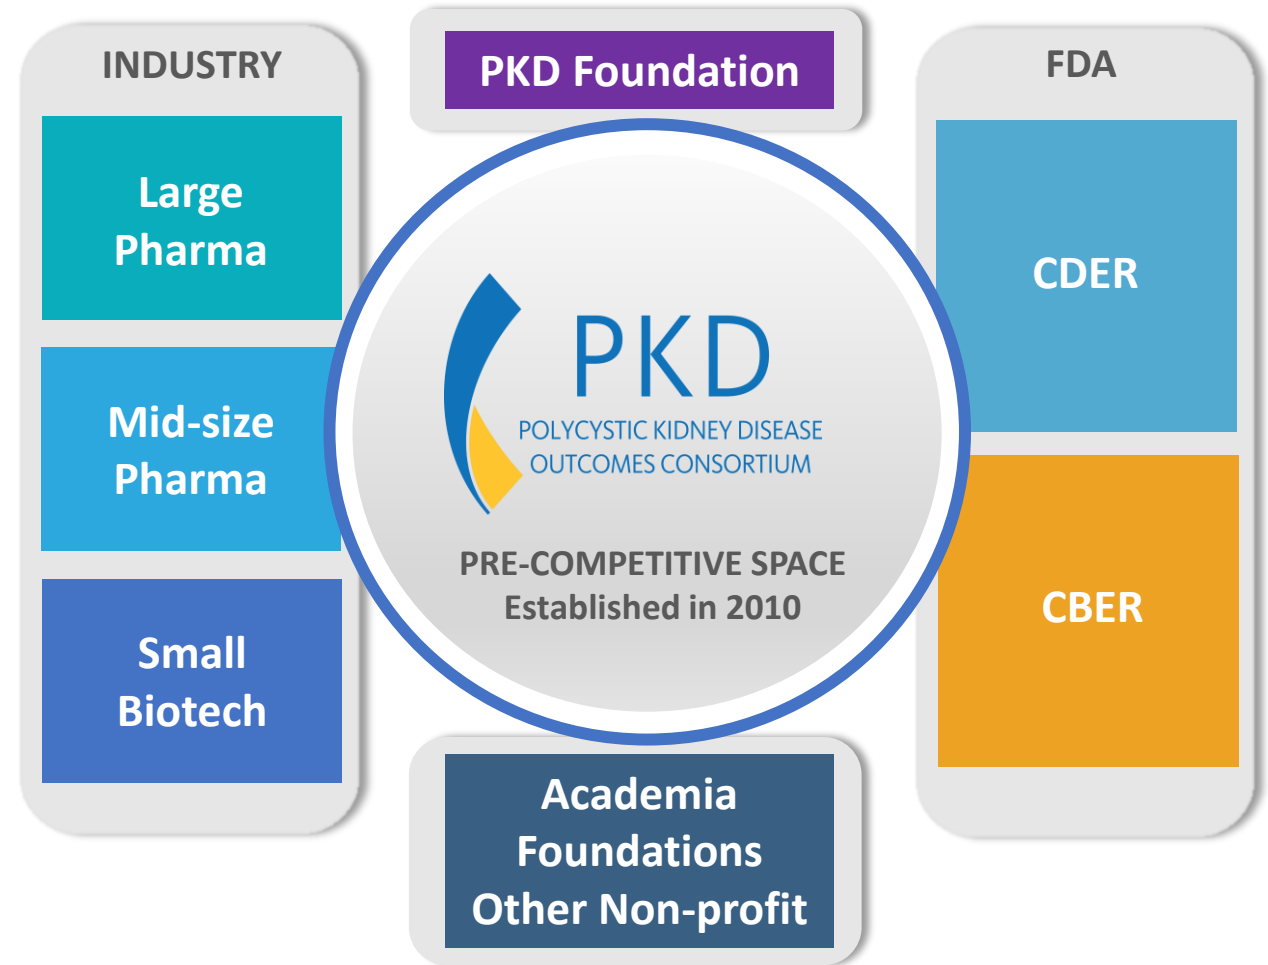 INDUSTRY
Large
Pharma
Mid-size
Pharma
Small
Biotech
PKD Foundation
PKD
POLYCYSTIC KIDNEY DISEASE
OUTCOMES CONSORTIUM
PRE-COMPETITIVE SPACE
Established in 2010
Academia
Foundations
Other Non-profit
FDA
CDER
CBER